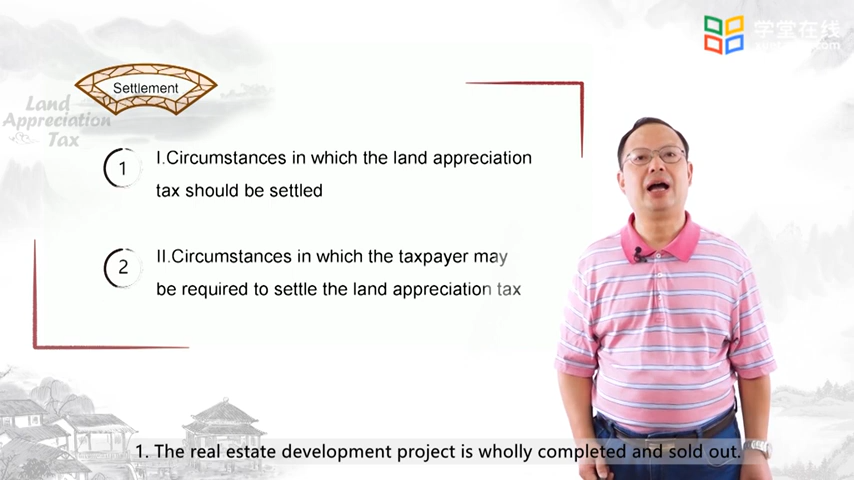 学堂在线
Settlement
Land
Appreciation
Tax
1
I.Circumstances in which the land appreciation
tax should be settled
2
II.Circumstances in which the taxpayer may
be required to settle the land appreciation tax
1. The real estate development project is wholly completed and sold out.